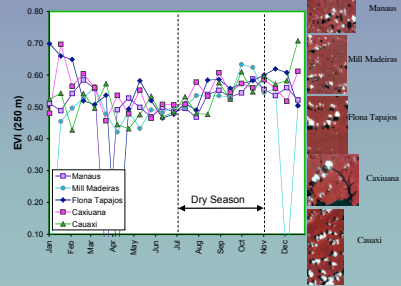 EVI (250 m)
0.80
0.70
0.60
0.50
0.40
0.30
0.20
0.10
Manaus
Mill Madeiras
Flona Tapajos
Caxiuana
Cauaxi
Dry Season
Jan
Feb
Mar
Apr
May
Jun
Jul
Aug
Sep
Oct
Nov
Dec
Manaus
Mill Madeiras
Flona Tapajos
Caxiuana
Cauaxi